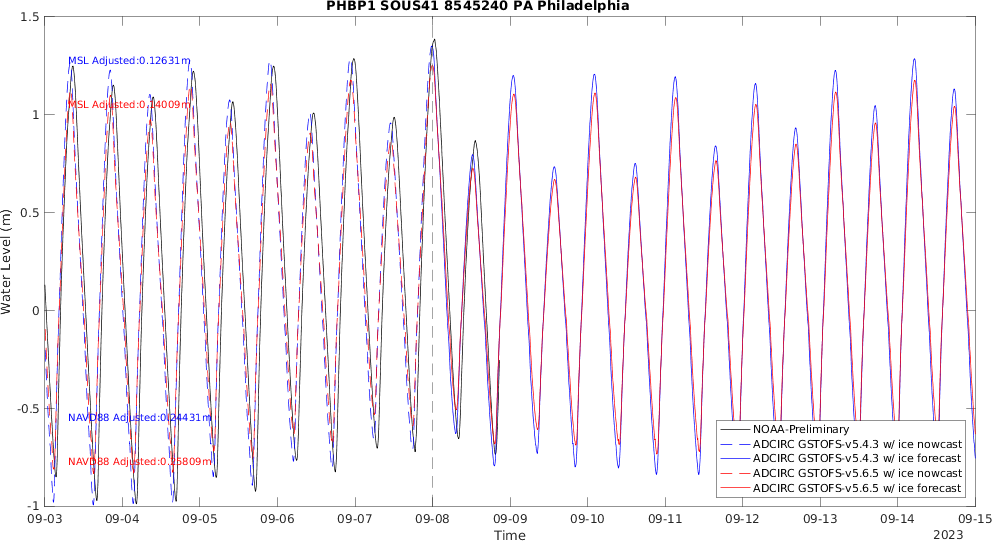 PHBP1 SOUS41 8545240 PA Philadelphia
1.5
1
0.5
0
-0.5
-1
Water Level (m)
MSL Adjusted:0.12631m
MSL Adjusted:0.14009m
NAVD88 Adjusted:0.24431m
NAVD88 Adjusted:0.25809m
NOAA-Preliminary
ADCIRC GSTOFS-v5.4.3 w/ ice nowcast
ADCIRC GSTOFS-v5.4.3 w/ ice forecast
ADCIRC GSTOFS-v5.6.5 w/ ice nowcast
ADCIRC GSTOFS-v5.6.5 w/ ice forecast
09-03 09-04 09-05 09-06 09-07 09-08 09-09 09-10 09-11 09-12 09-13 09-14 09-15
Time
2023